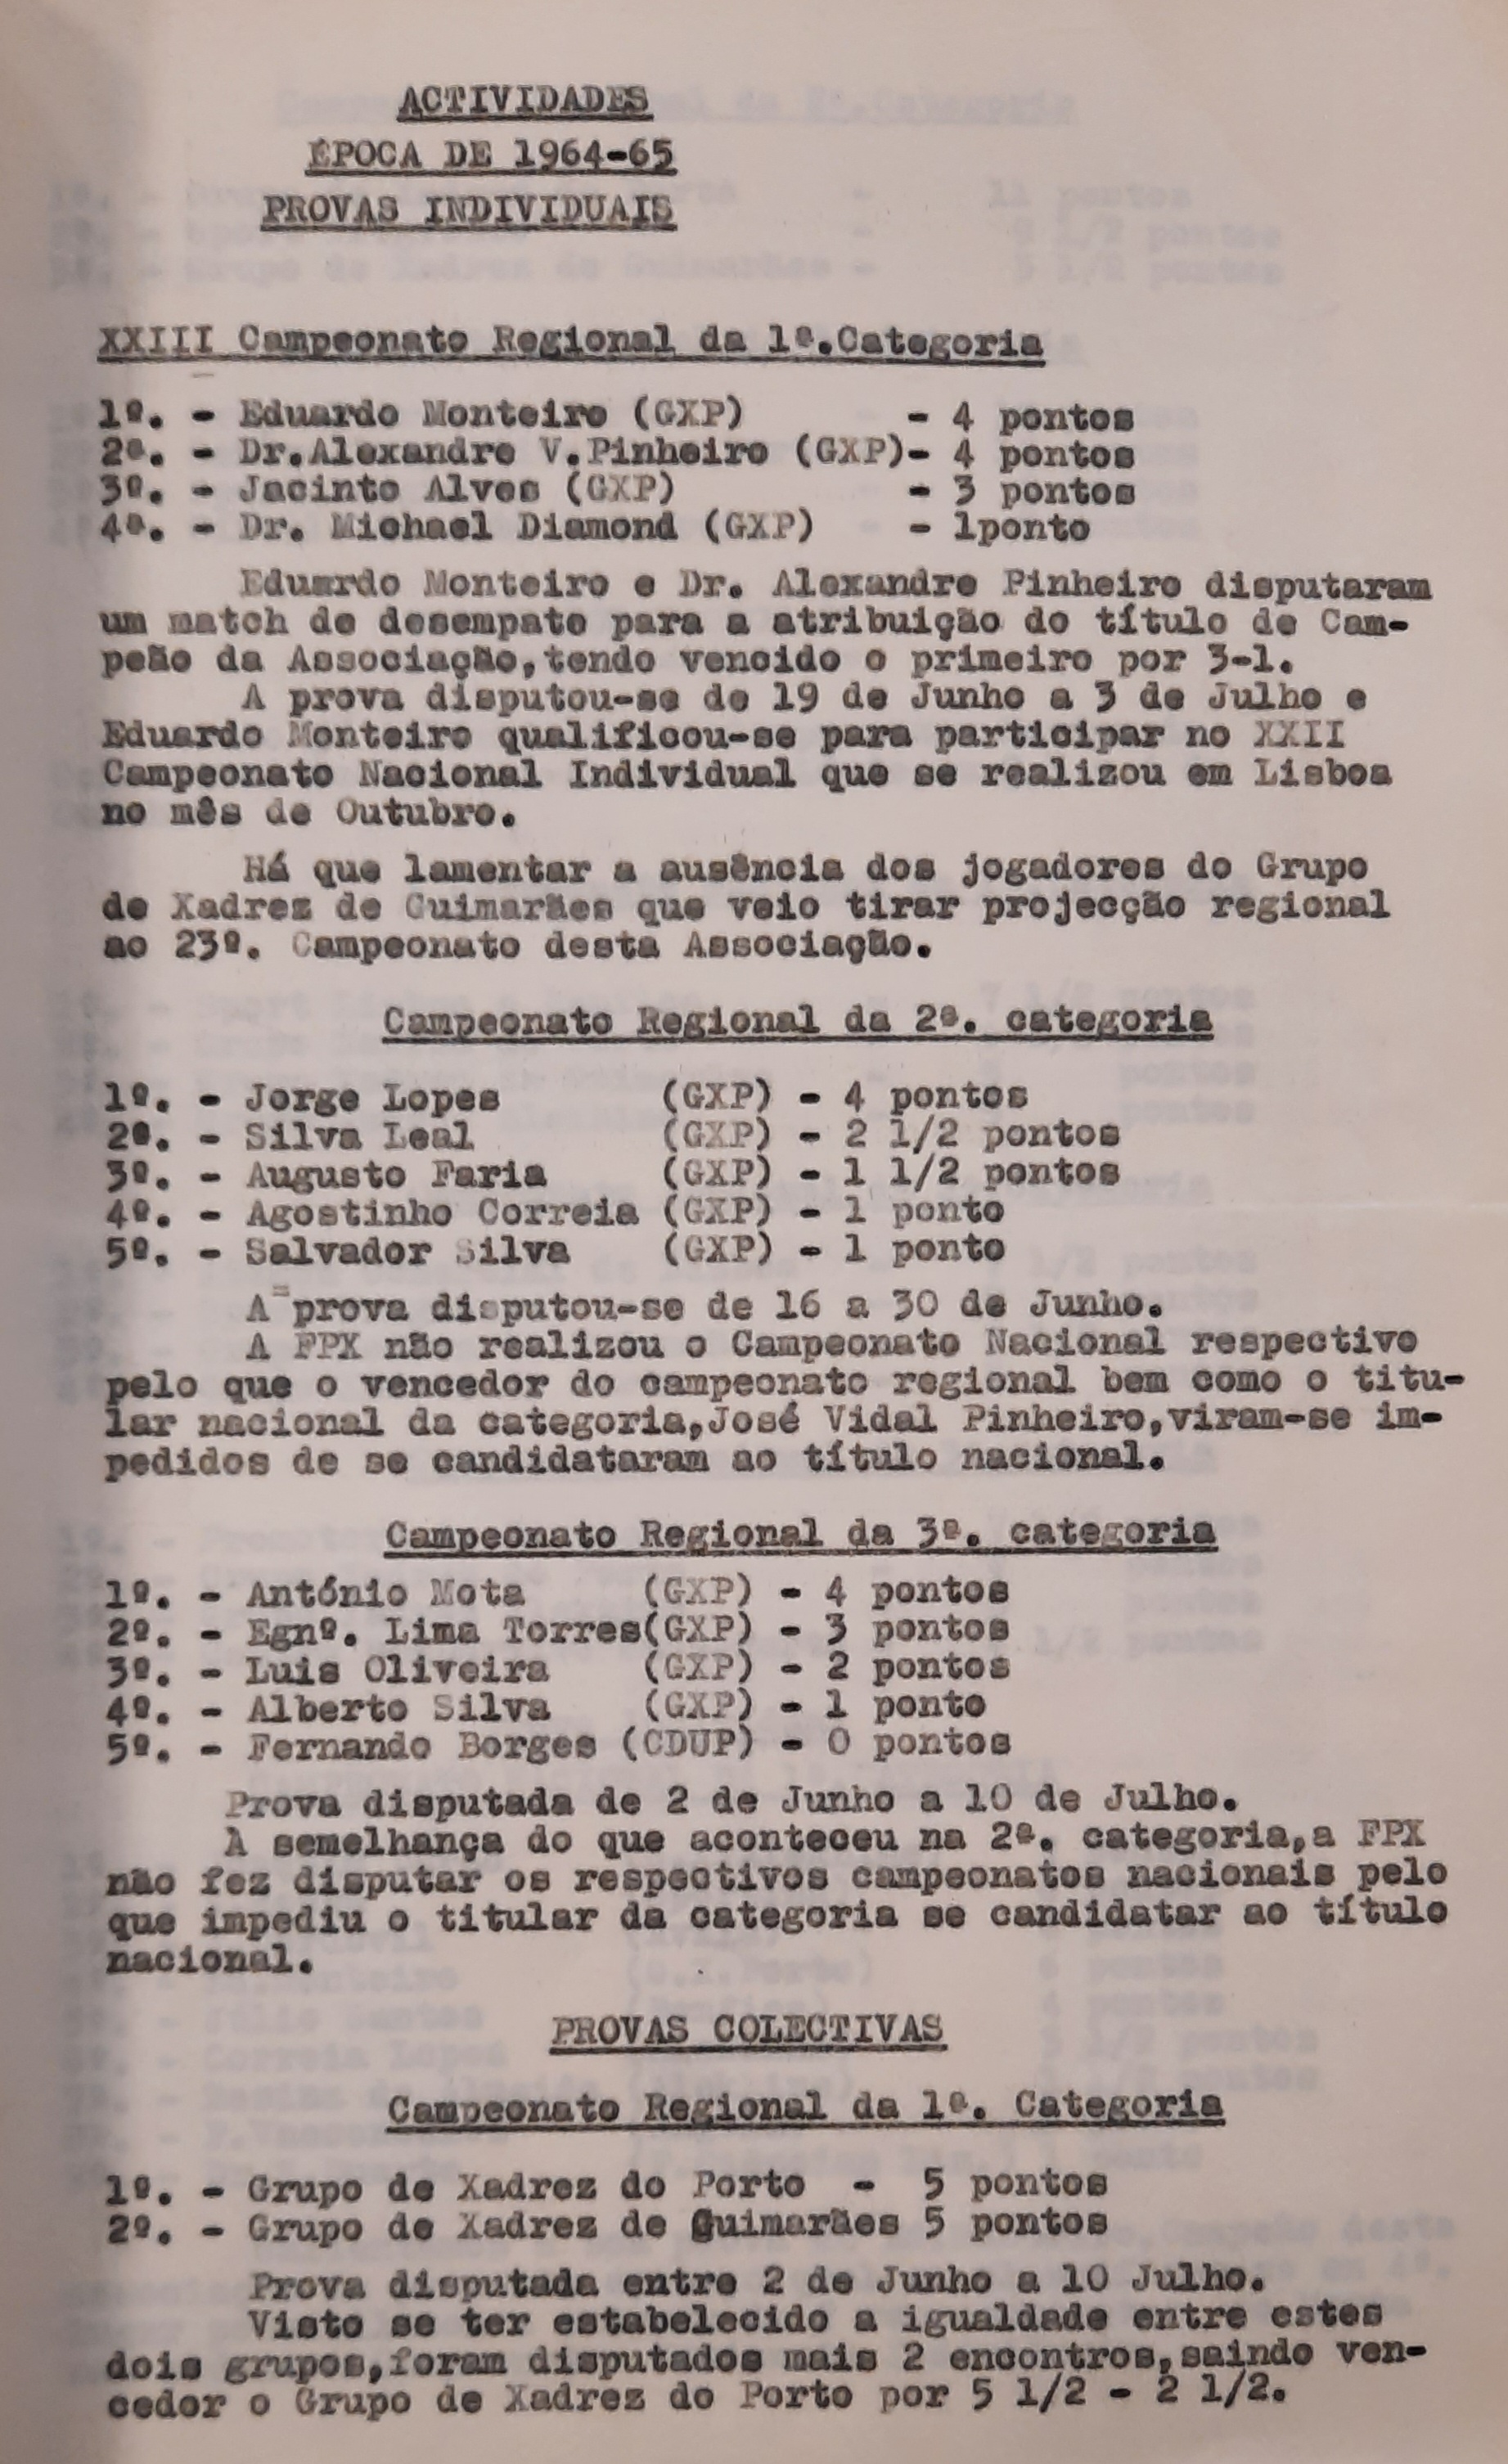 ACTIVIDADES
ÉPOCA DE 1964-65
PROVAS INDIVIDUAIS
XXIII Campeonato Regional da 1ª.Categoria
1º. - Eduardo Monteiro (GXP) - 4 pontos
2º. - Dr.Alexandre V.Pinheiro (GXP)- 4 pontos
3º. - Jacinto Alves (GXP) - 3 pontos
4º. - Dr. Michael Diamond (GXP) - 1ponto
Eduardo Monteiro e Dr. Alexandre Pinheiro disputaram
um match de desempate para a atribuição do título de Cam-
peão da Associação,tendo vencido o primeiro por 3-1.
A prova disputou-se de 19 de Junho a 3 de Julho e
Eduardo Monteiro qualificou-se para participar no XXII
Campeonato Nacional Individual que se realizou em Lisboa
no mês de Outubro.
Há que lamentar a ausência dos jogadores do Grupo
de Xadrez de Guimarães que veio tirar projecção regional
ao 23º. Campeonato desta Associação.
Campeonato Regional da 2ª. categoria
1º. - Jorge Lopes (GXP) - 4 pontos
2º. - Silva Leal (GXP) - 2 1/2 pontos
3º. - Augusto Faria (GXP) - 1 1/2 pontos
4º. - Agostinho Correia (GXP) - 1 ponto
5º. - Salvador Silva (GXP) - 1 ponto
A prova disputou-se de 16 a 30 de Junho.
A FPX não realizou o Campeonato Nacional respectivo
pelo que o vencedor do campeonato regional bem como o titu-
lar nacional da categoria,José Vidal Pinheiro,viram-se im-
pedidos de se candidataram ao título nacional.
Campeonato Regional da 3ª. categoria
1º. - António Mota (GXP) - 4 pontos
2º. - Egnº. Lima Torres(GXP) - 3 pontos
3º. - Luis Oliveira (GXP) - 2 pontos
4º. - Alberto Silva (GXP) - 1 ponto
5º. - Fernando Borges (CDUP) - 0 pontos
Prova disputada de 2 de Junho a 10 de Julho.
À semelhança do que aconteceu na 2ª. categoria,a FPX
não fez disputar os respectivos campeonatos nacionais pelo
que impediu o titular da categoria se candidatar ao título
nacional.
PROVAS COLECTIVAS
Campeonato Regional da 1ª. Categoria
1º. - Grupo de Xadrez do Porto - 5 pontos
2º. - Grupo de Xadrez de Guimarães 5 pontos
Prova disputada entre 2 de Junho a 10 Julho.
Visto se ter estabelecido a igualdade entre estes
dois grupos,foram disputados mais 2 encontros,saindo ven-
cedor o Grupo de Xadrez do Porto por 5 1/2 - 2 1/2.